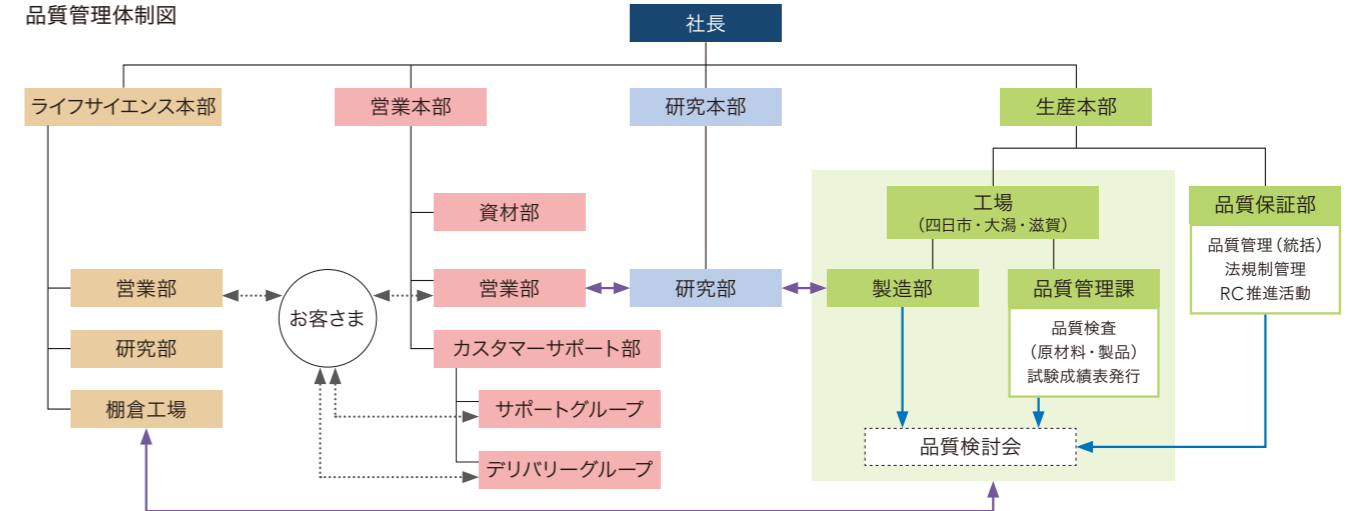 品質管理体制図
社長
ライフサイエンス本部
営業本部
研究本部
生産本部
資材部
工場
（四日市・大潟・滋賀）
品質保証部
品質管理（統括）
法規制管理
RC推進活動
営業部
お客さま
営業部
研究部
製造部
品質管理課
品質検査
（原材料・製品）
試験成績表発行
研究部
カスタマーサポート部
棚倉工場
サポートグループ
デリバリーグループ
品質検討会